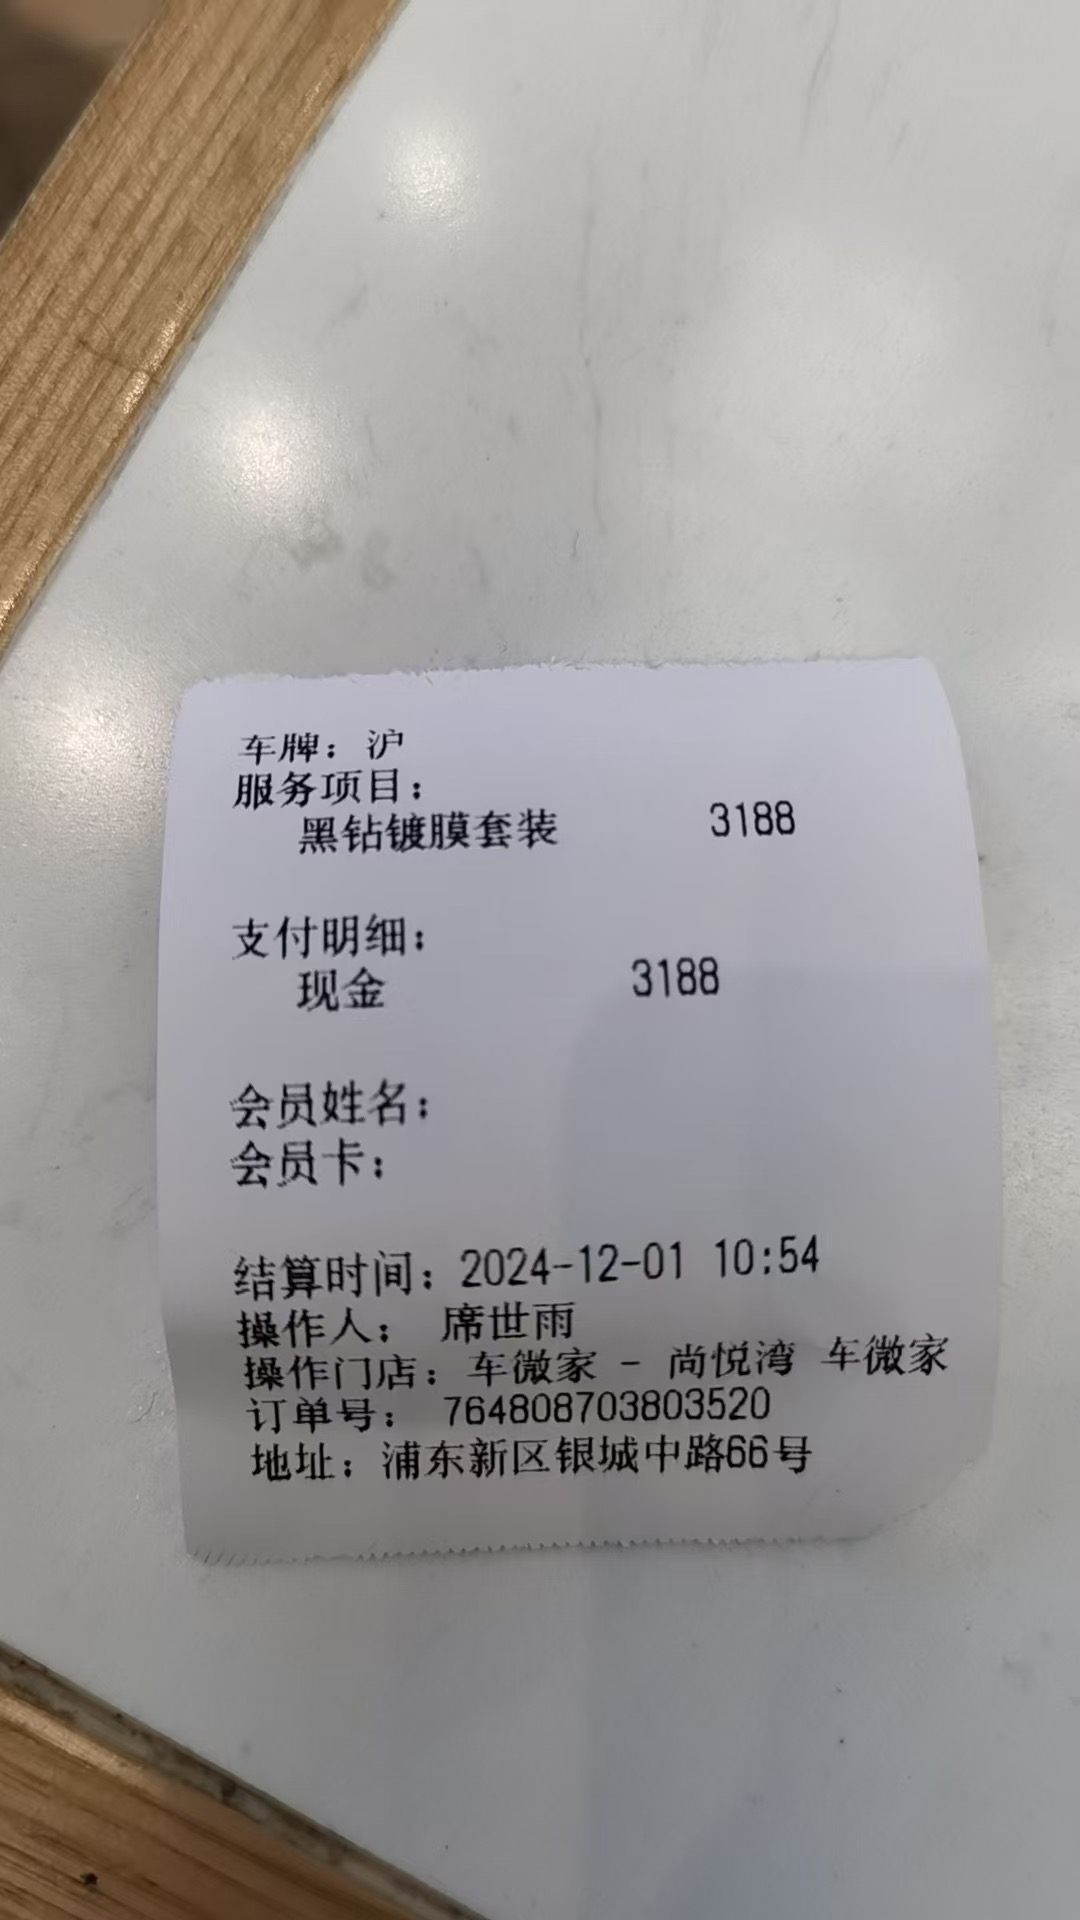 车牌：沪
服务项目：
黑钻镀膜套装 3188
支付明细：
现金 3188
会员姓名：
会员卡：
结算时间：2024-12-01 10:54
操作人： 席世雨
操作门店：车微家 - 尚悦湾 车微家
订单号： 764808703803520
地址：浦东新区银城中路66号